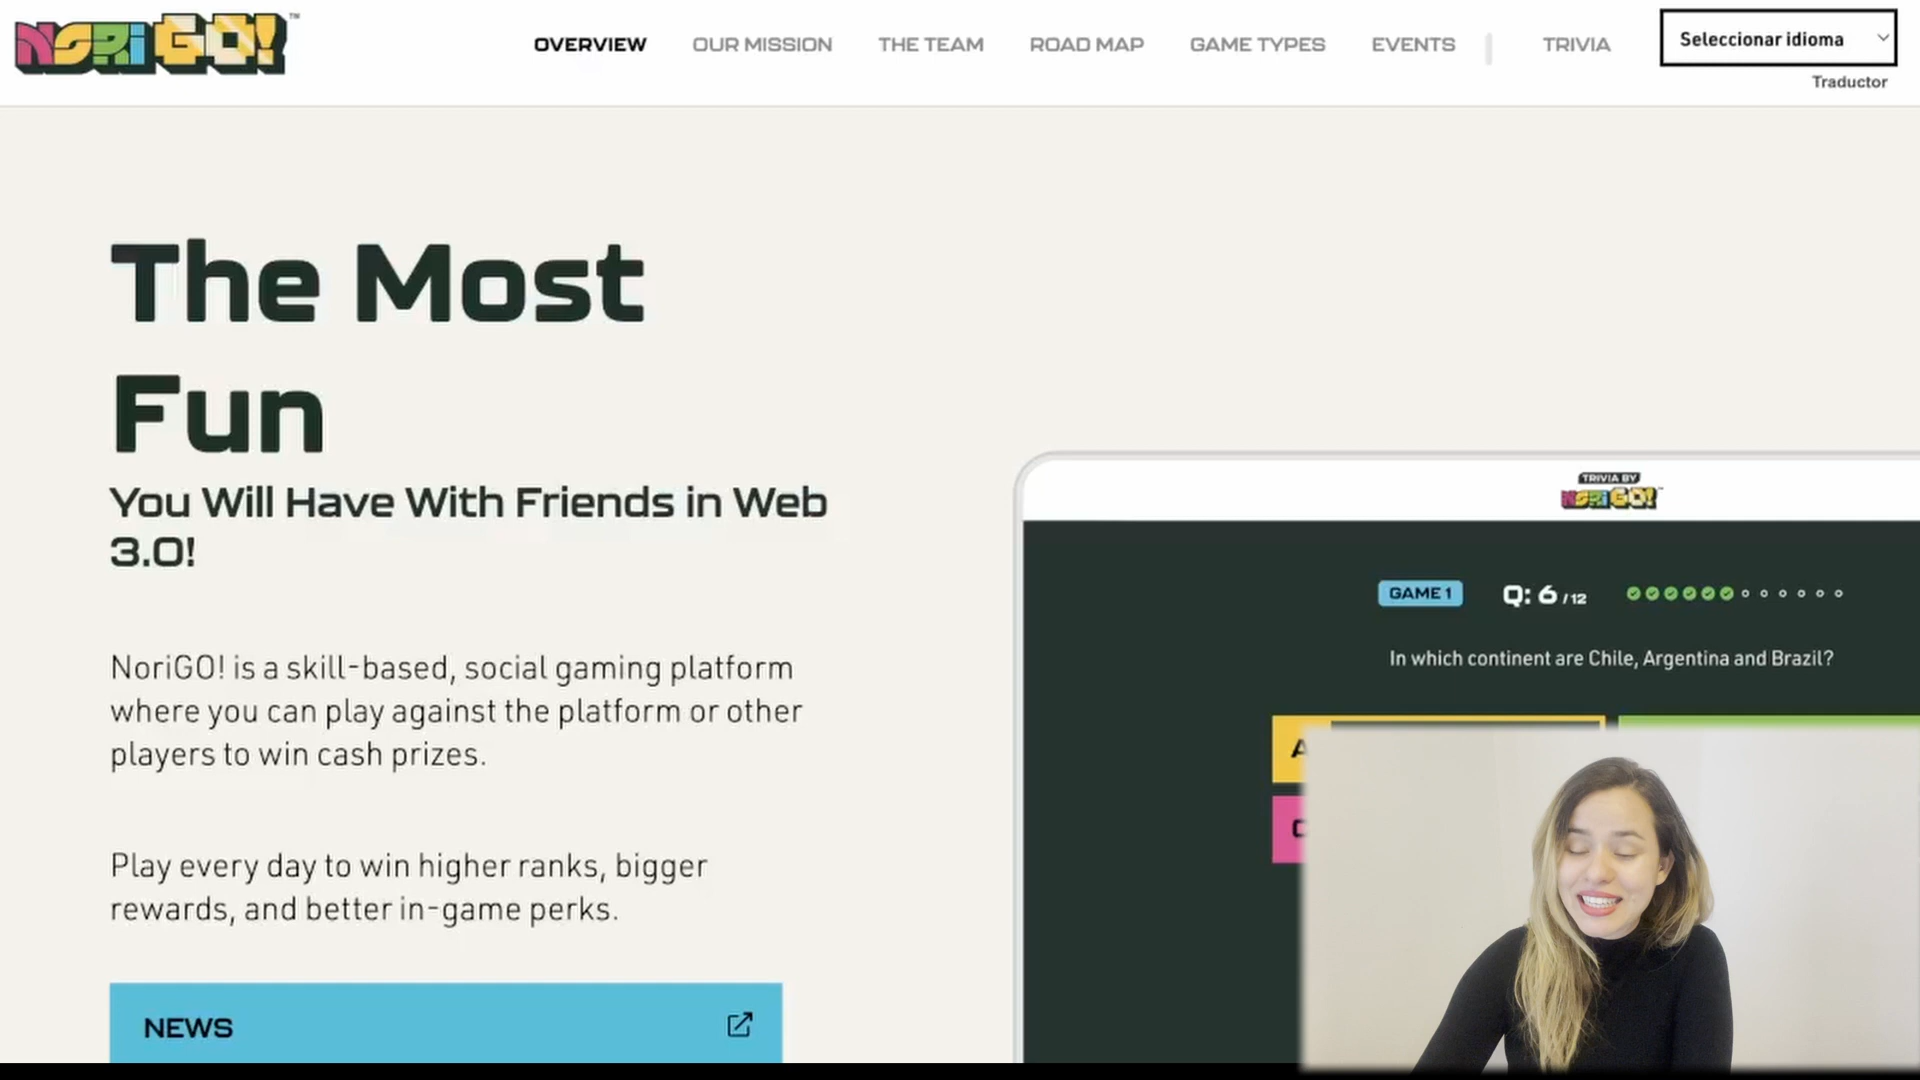 NORiGO!™
OVERVIEW
OUR MISSION
THE TEAM
ROAD MAP
GAME TYPES
EVENTS
TRIVIA
Seleccionar idioma
Traductor
The Most
Fun
You Will Have With Friends in Web
3.0!
NoriGO! is a skill-based, social gaming platform
where you can play against the platform or other
players to win cash prizes.
Play every day to win higher ranks, bigger
rewards, and better in-game perks.
NEWS
TRIVIA BY
NORiGO!™
GAME 1
Q: 6 / 12
In which continent are Chile, Argentina and Brazil?
A